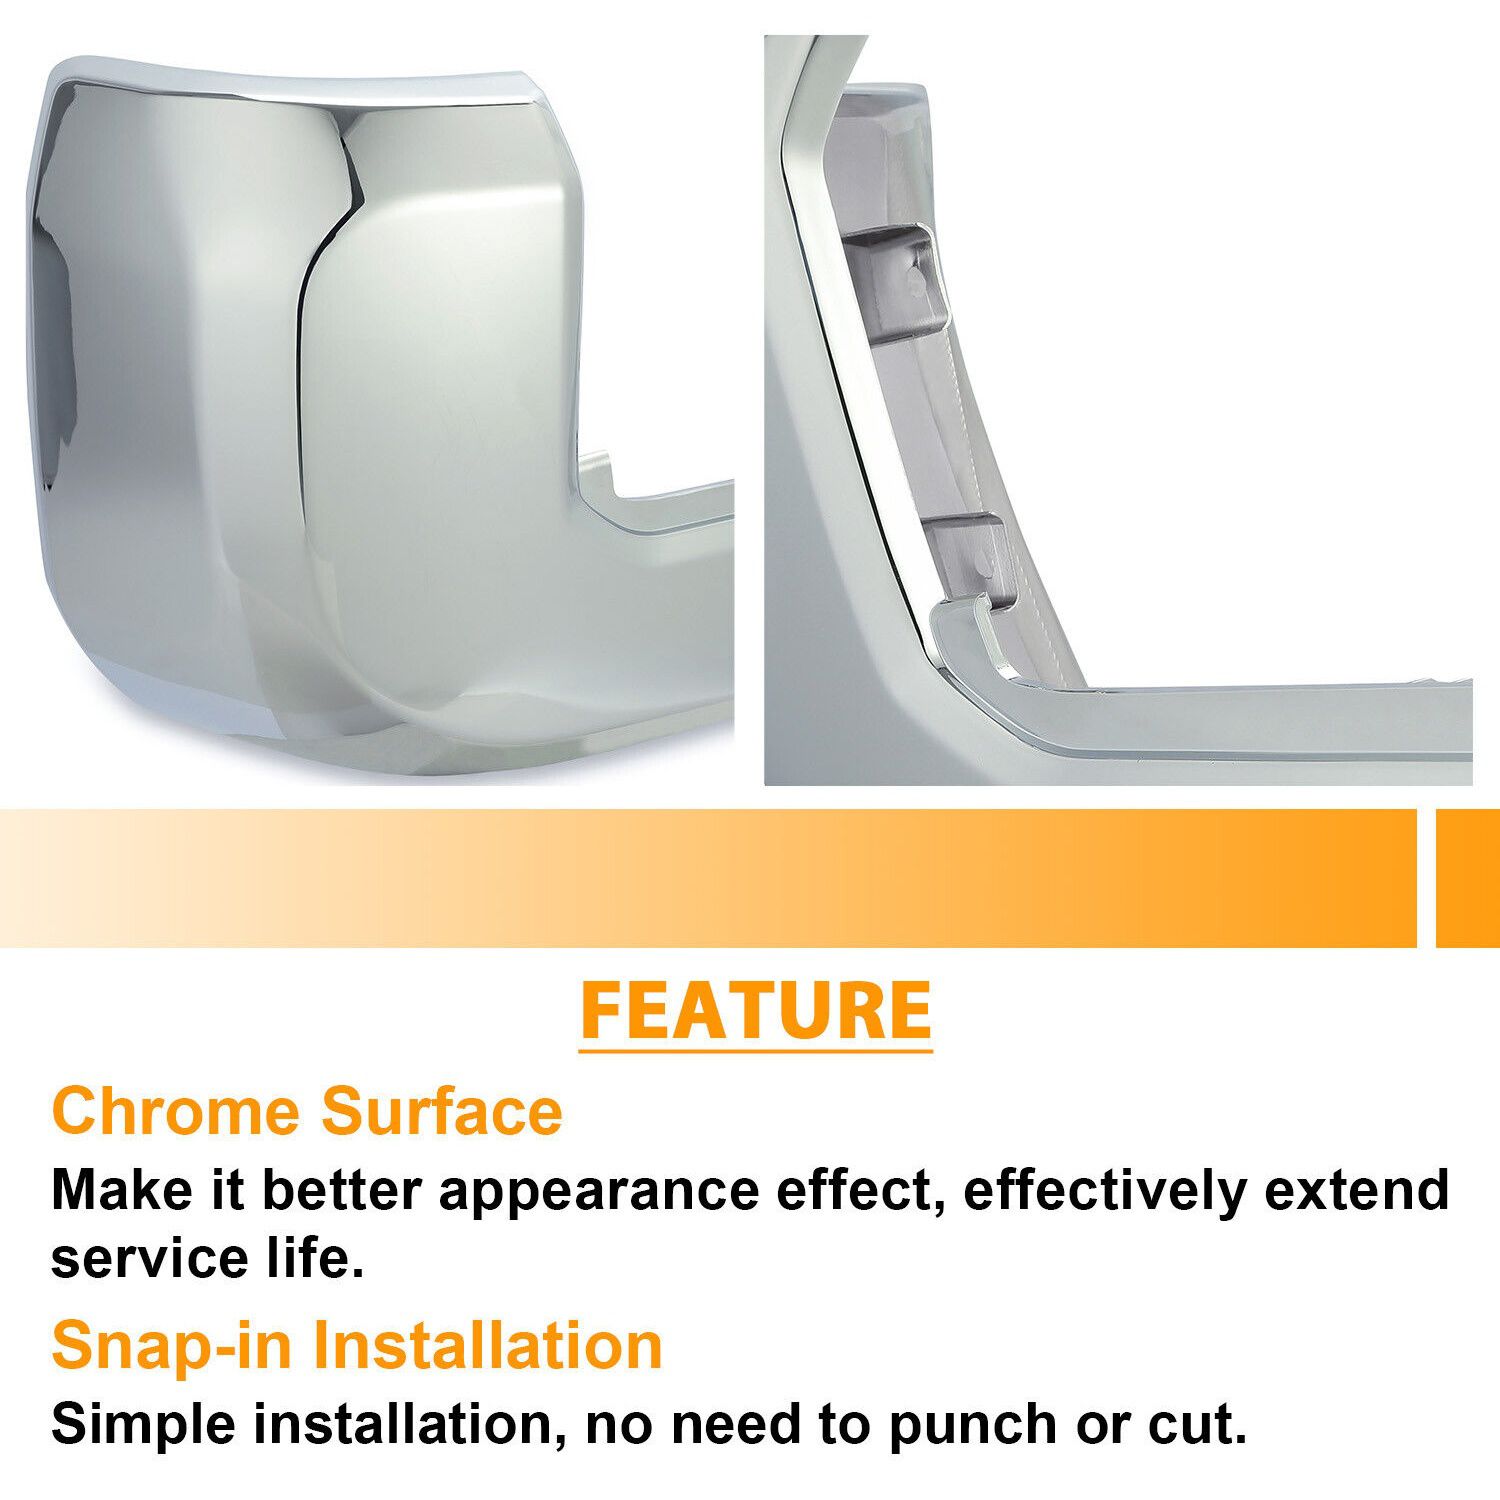 FEATURE
Chrome Surface
Make it better appearance effect, effectively extend
service life.
Snap-in Installation
Simple installation, no need to punch or cut.